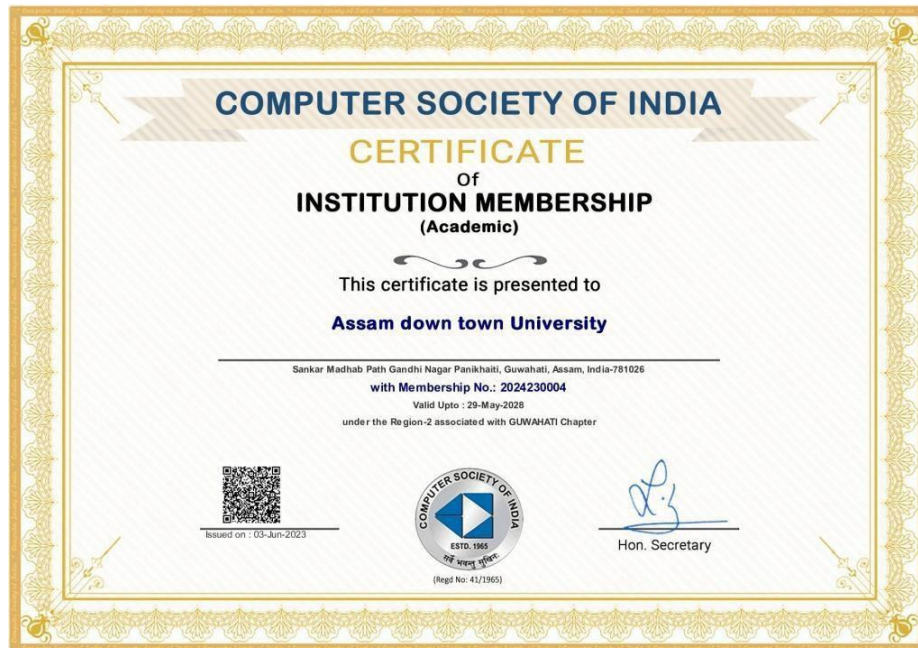 COMPUTER SOCIETY OF INDIA
CERTIFICATE
Of
INSTITUTION MEMBERSHIP
(Academic)
This certificate is presented to
Assam down town University
Sankar Madhab Path Gandhi Nagar Panikhaiti, Guwahati, Assam, India-781026
with Membership No.: 2024230004
Valid Upto : 29-May-2028
under the Region-2 associated with GUWAHATI Chapter
Issued on : 03-Jun-2023
COMPUTER SOCIETY OF INDIA
ESTD. 1965
सर्वे भवन्तु सुखिनः
(Regd No: 41/1965)
Hon. Secretary